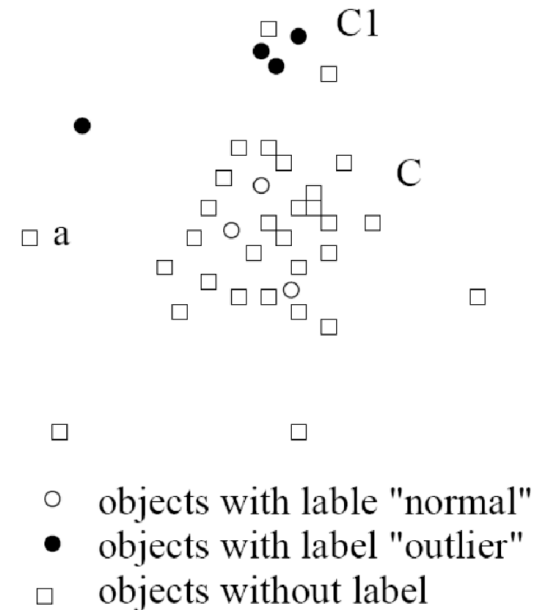 C1
C
a
objects with lable "normal"
objects with label "outlier"
objects without label